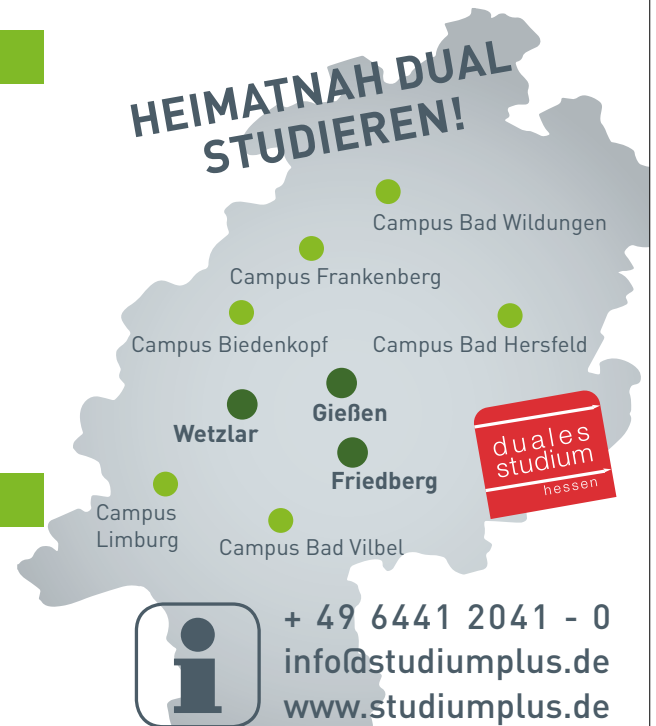 HEIMATNAH DUAL
STUDIEREN!
Campus Bad Wildungen
Campus Frankenberg
Campus Biedenkopf
Campus Bad Hersfeld
Gießen
Wetzlar
duales
studium
hessen
Friedberg
Campus
Limburg
Campus Bad Vilbel
+ 49 6441 2041 - 0
info@studiumplus.de
www.studiumplus.de